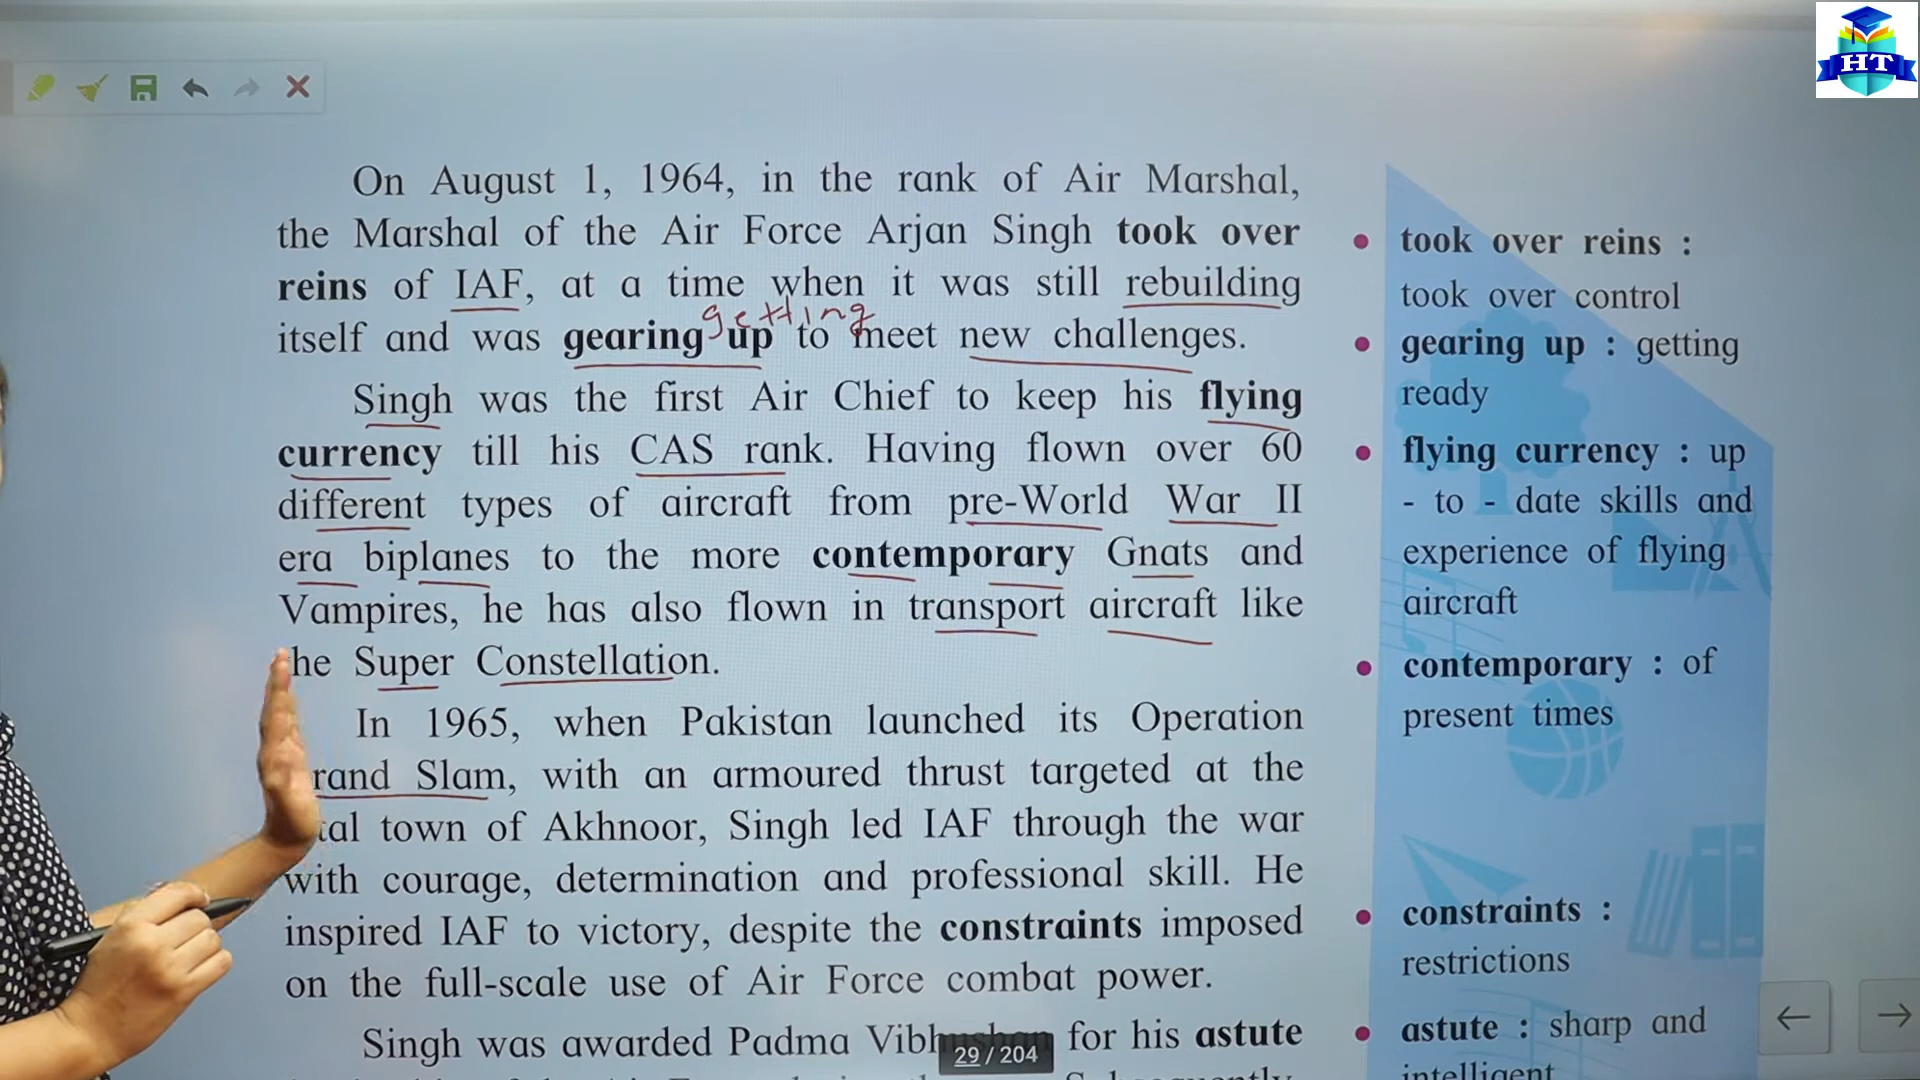 HT
On August 1, 1964, in the rank of Air Marshal,
the Marshal of the Air Force Arjan Singh took over
reins of IAF, at a time when it was still rebuilding
getting
itself and was gearing up to meet new challenges.
Singh was the first Air Chief to keep his flying
currency till his CAS rank. Having flown over 60
different types of aircraft from pre-World War II
era biplanes to the more contemporary Gnats and
Vampires, he has also flown in transport aircraft like
he Super Constellation.
In 1965, when Pakistan launched its Operation
rand Slam, with an armoured thrust targeted at the
tal town of Akhnoor, Singh led IAF through the war
with courage, determination and professional skill. He
inspired IAF to victory, despite the constraints imposed
on the full-scale use of Air Force combat power.
Singh was awarded Padma Vibhushan for his astute
took over reins :
took over control
gearing up : getting
ready
flying currency : up
- to - date skills and
experience of flying
aircraft
contemporary : of
present times
constraints :
restrictions
astute : sharp and
intelligent
29 / 204